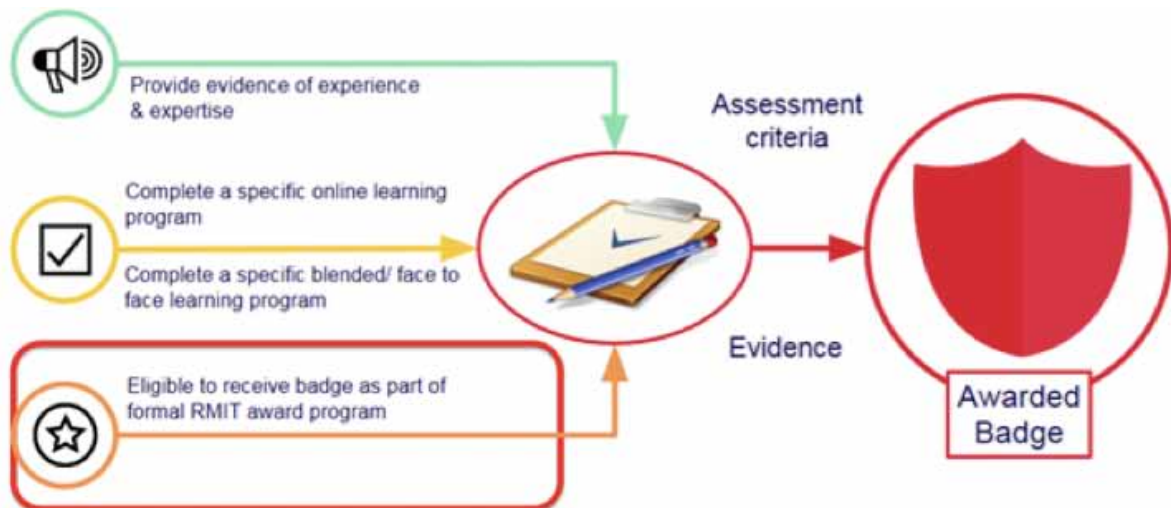 Provide evidence of experience
& expertise
Assessment
criteria
Complete a specific online learning
program
Complete a specific blended/ face to
face learning program
Evidence
Eligible to receive badge as part of
formal RMIT award program
Awarded
Badge